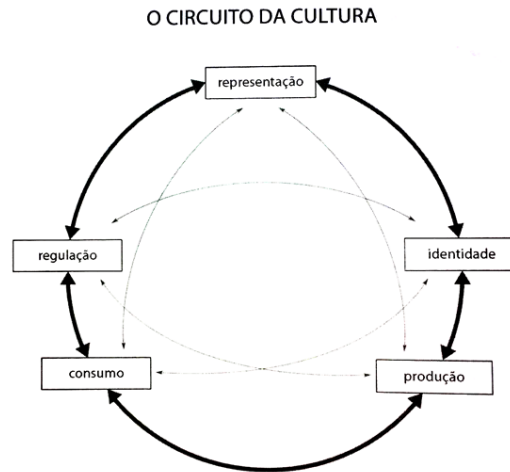 O CIRCUITO DA CULTURA
representação
regulação
identidade
consumo
produção